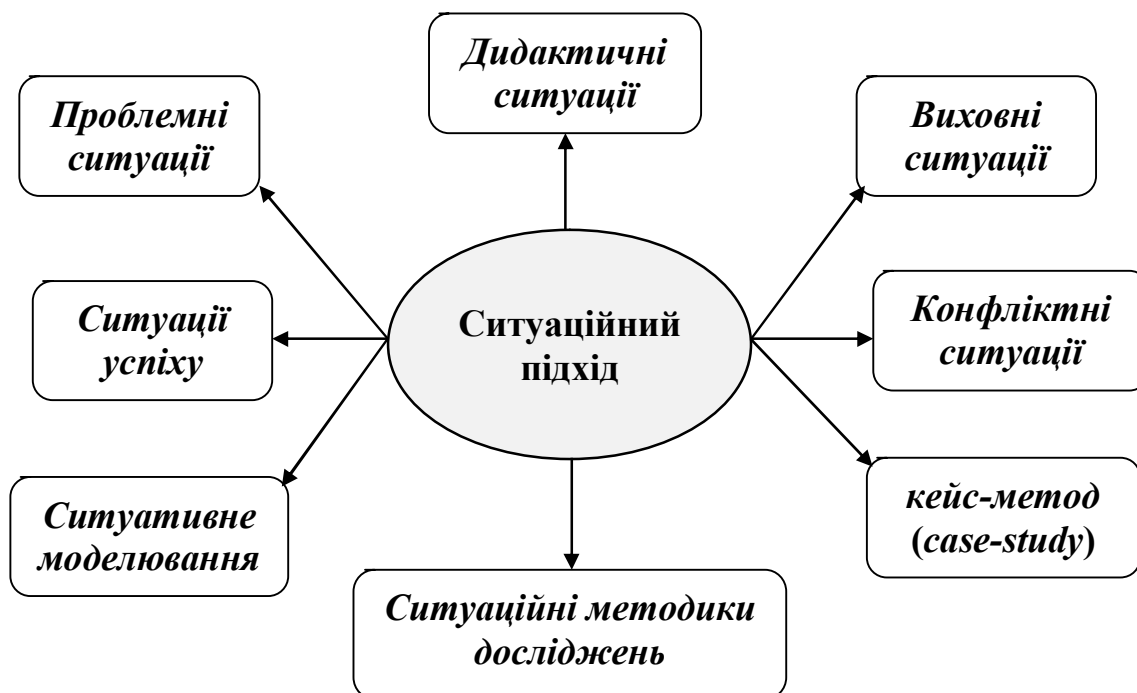 Дидактичні
ситуації
Проблемні
ситуації
Виховні
ситуації
Ситуації
успіху
Ситуаційний
підхід
Конфліктні
ситуації
Ситуативне
моделювання
кейс-метод
(case-study)
Ситуаційні методики
досліджень